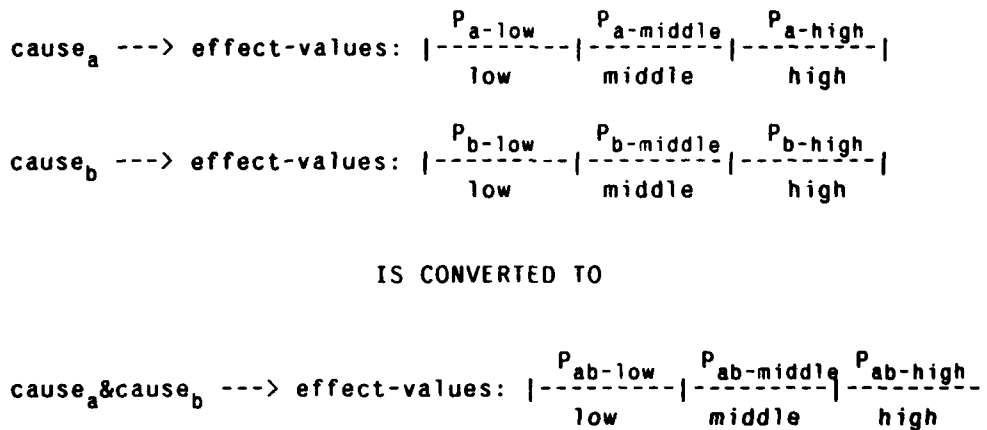 P_a-low P_a-middle P_a-high
cause_a ---> effect-values: |---------|---------|---------|
low middle high
P_b-low P_b-middle P_b-high
cause_b ---> effect-values: |---------|---------|---------|
low middle high
IS CONVERTED TO
P_ab-low P_ab-middle P_ab-high
cause_a&cause_b ---> effect-values: |---------|---------|---------
low middle high